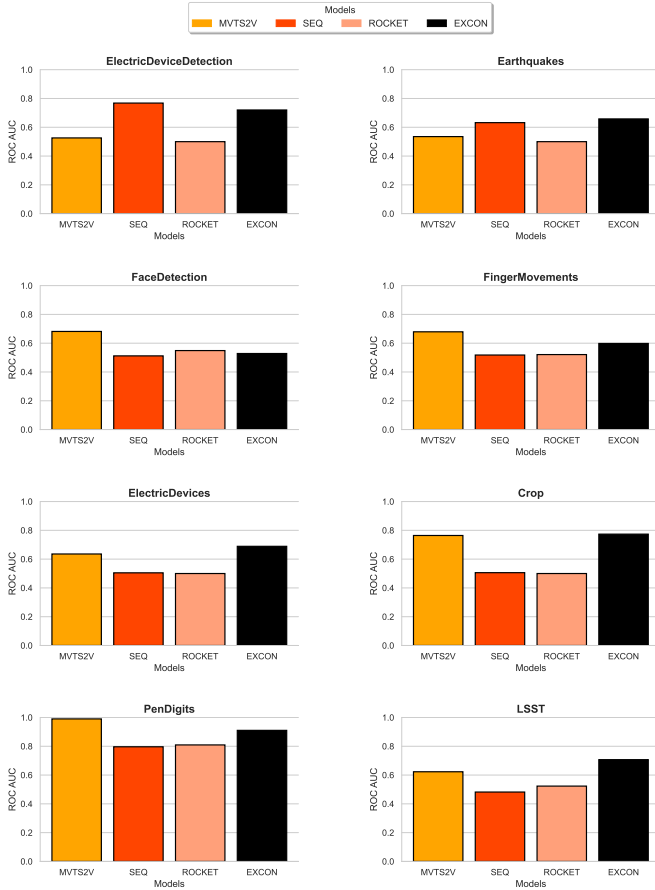 Models
MVTS2V SEQ ROCKET EXCON
ElectricDeviceDetection
1.0
0.8
0.6
0.4
0.2
0.0
ROC AUC
MVTS2V SEQ ROCKET EXCON
Models
Earthquakes
1.0
0.8
0.6
0.4
0.2
0.0
ROC AUC
MVTS2V SEQ ROCKET EXCON
Models
FaceDetection
1.0
0.8
0.6
0.4
0.2
0.0
ROC AUC
MVTS2V SEQ ROCKET EXCON
Models
FingerMovements
1.0
0.8
0.6
0.4
0.2
0.0
ROC AUC
MVTS2V SEQ ROCKET EXCON
Models
ElectricDevices
1.0
0.8
0.6
0.4
0.2
0.0
ROC AUC
MVTS2V SEQ ROCKET EXCON
Models
Crop
1.0
0.8
0.6
0.4
0.2
0.0
ROC AUC
MVTS2V SEQ ROCKET EXCON
Models
PenDigits
1.0
0.8
0.6
0.4
0.2
0.0
ROC AUC
MVTS2V SEQ ROCKET EXCON
Models
LSST
1.0
0.8
0.6
0.4
0.2
0.0
ROC AUC
MVTS2V SEQ ROCKET EXCON
Models